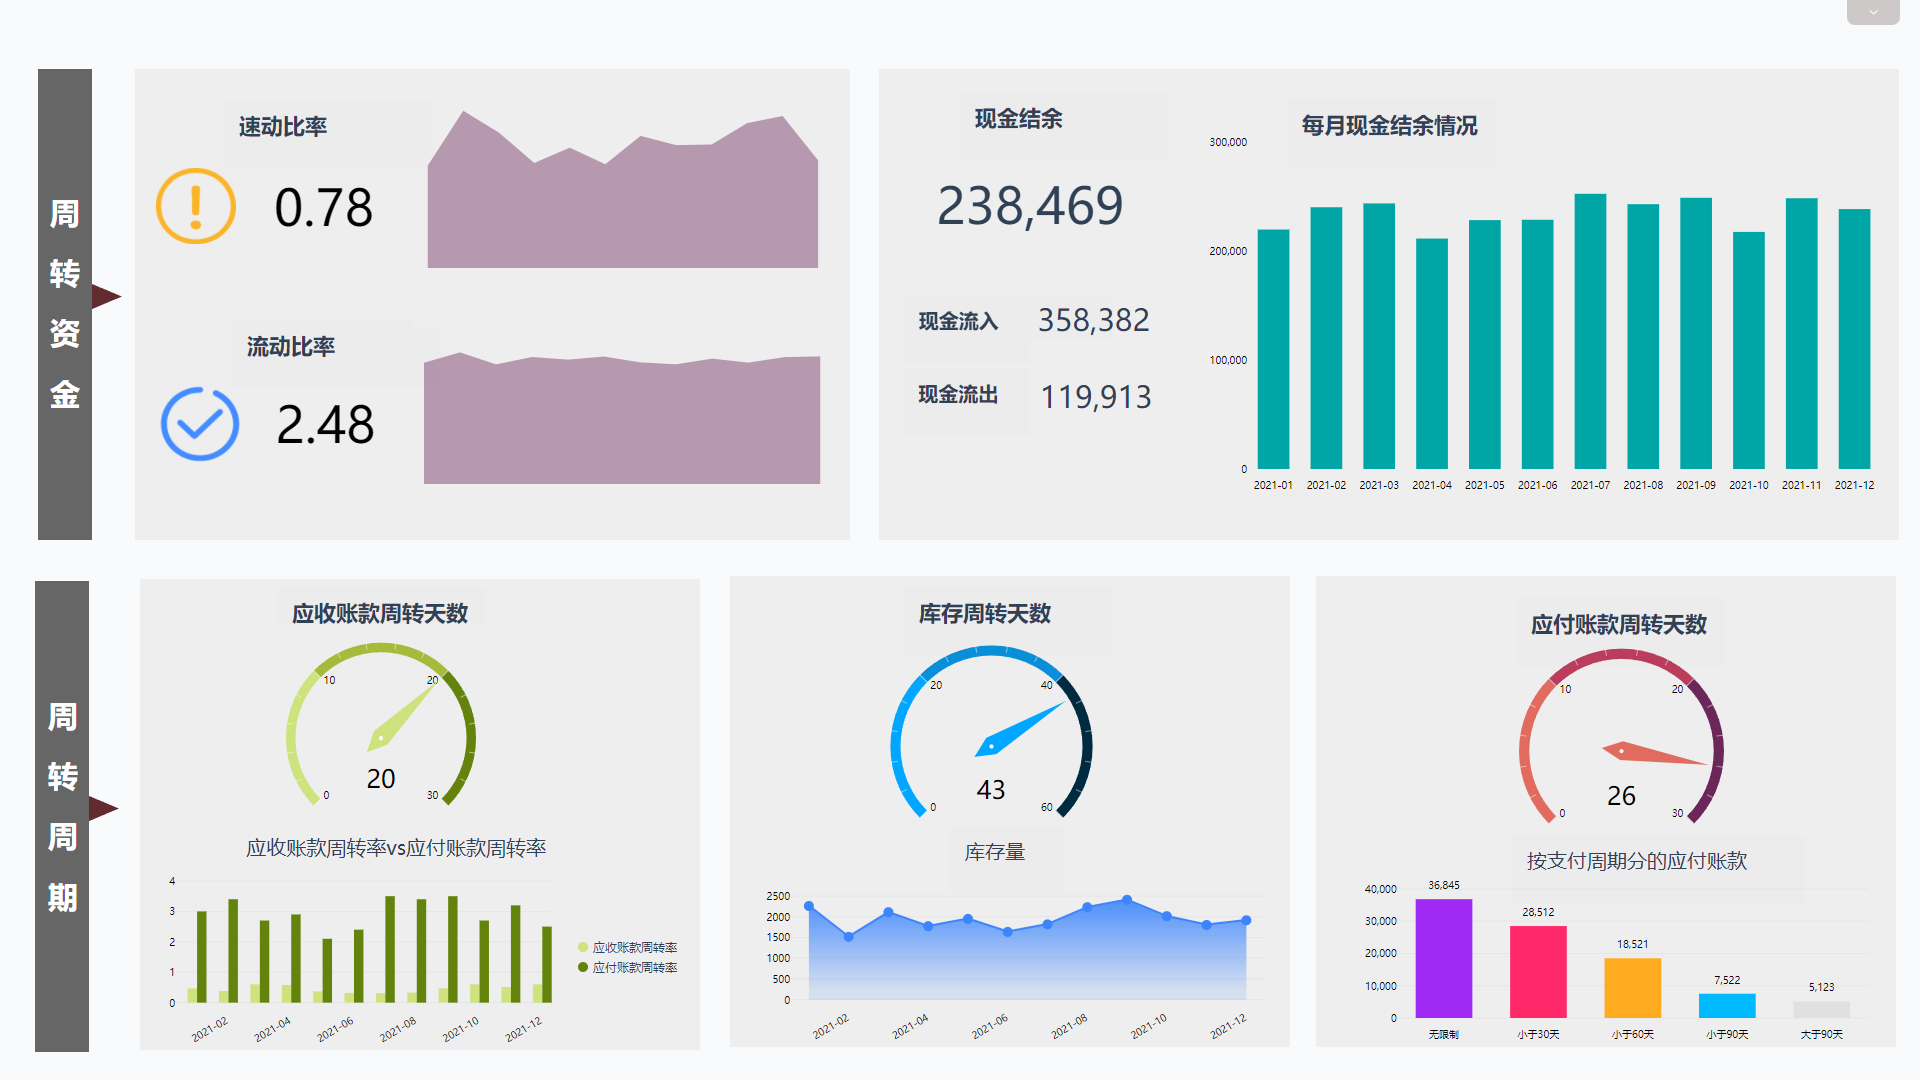 周转资金
速动比率
0.78
流动比率
2.48
现金结余
238,469
现金流入 358,382
现金流出 119,913
每月现金结余情况
300,000
200,000
100,000
0
2021-01 2021-02 2021-03 2021-04 2021-05 2021-06 2021-07 2021-08 2021-09 2021-10 2021-11 2021-12
周转周期
应收账款周转天数
10 20
0 30
20
应收账款周转率vs应付账款周转率
4
3
2
1
0
2021-02 2021-04 2021-06 2021-08 2021-10 2021-12
应收账款周转率
应付账款周转率
库存周转天数
20 40
0 60
43
库存量
2500
2000
1500
1000
500
0
2021-02 2021-04 2021-06 2021-08 2021-10 2021-12
应付账款周转天数
10 20
0 30
26
按支付周期分的应付账款
40,000
30,000
20,000
10,000
0
36,845
28,512
18,521
7,522
5,123
无限制 小于30天 小于60天 小于90天 大于90天